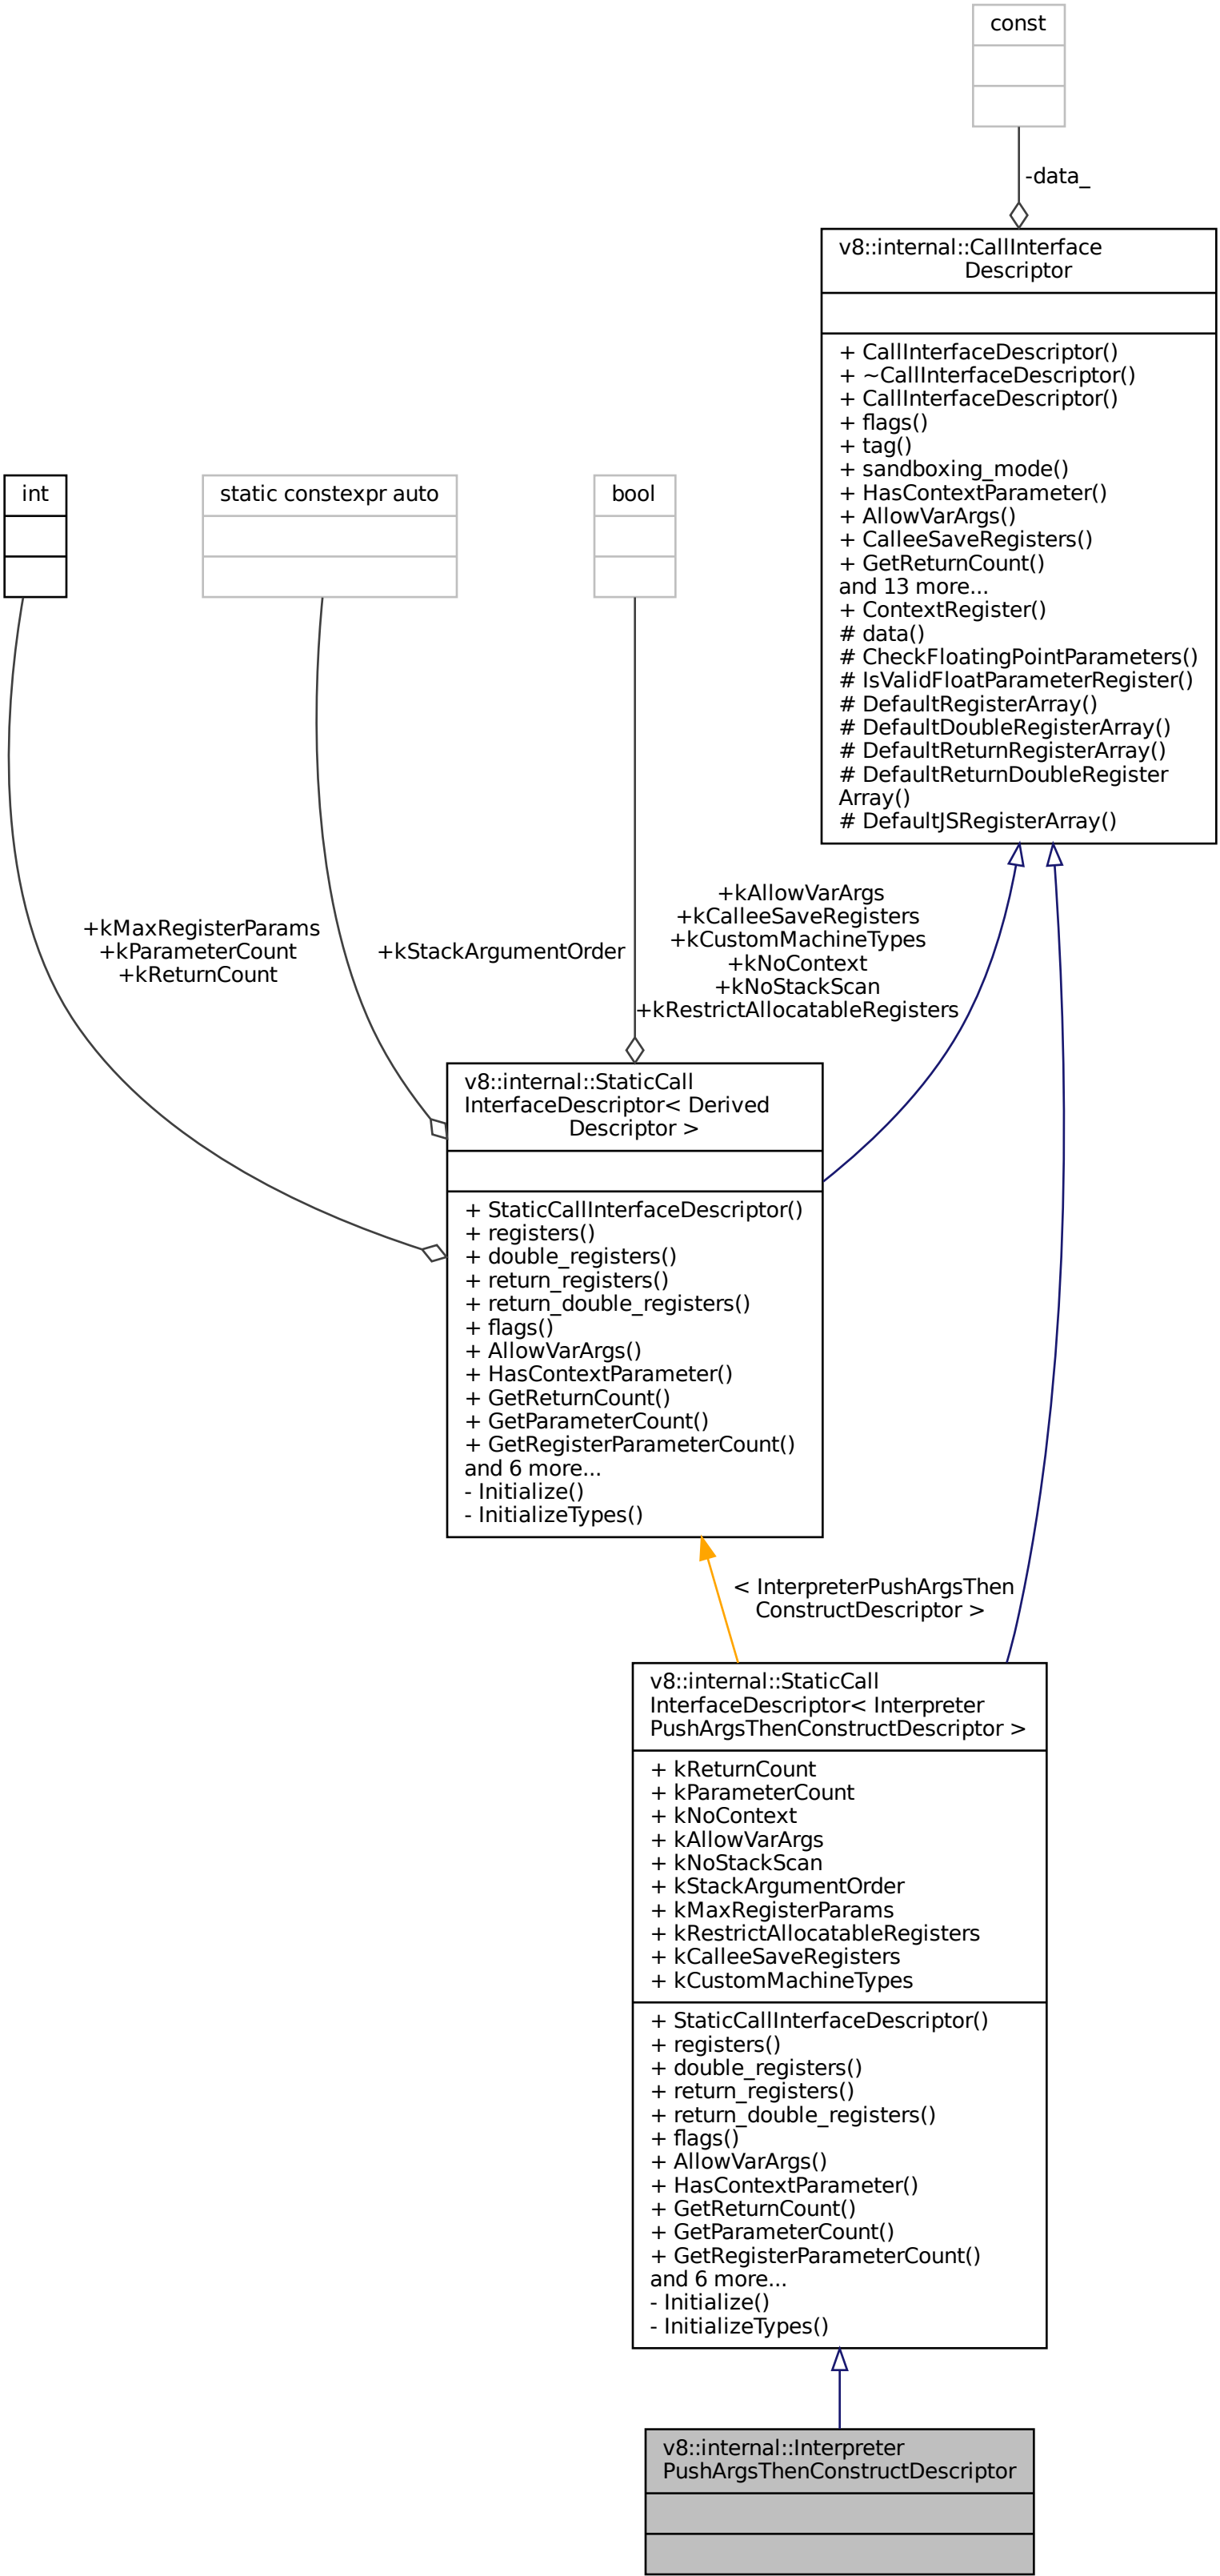 const
-data_
v8::internal::CallInterface
Descriptor
+ CallInterfaceDescriptor()
+ ~CallInterfaceDescriptor()
+ CallInterfaceDescriptor()
+ flags()
+ tag()
+ sandboxing_mode()
+ HasContextParameter()
+ AllowVarArgs()
+ CalleeSaveRegisters()
+ GetReturnCount()
and 13 more...
+ ContextRegister()
# data()
# CheckFloatingPointParameters()
# IsValidFloatParameterRegister()
# DefaultRegisterArray()
# DefaultDoubleRegisterArray()
# DefaultReturnRegisterArray()
# DefaultReturnDoubleRegister
Array()
# DefaultJSRegisterArray()
int
static constexpr auto
bool
+kMaxRegisterParams
+kParameterCount
+kReturnCount
+kStackArgumentOrder
+kAllowVarArgs
+kCalleeSaveRegisters
+kCustomMachineTypes
+kNoContext
+kNoStackScan
+kRestrictAllocatableRegisters
v8::internal::StaticCall
InterfaceDescriptor< Derived
Descriptor >
+ StaticCallInterfaceDescriptor()
+ registers()
+ double_registers()
+ return_registers()
+ return_double_registers()
+ flags()
+ AllowVarArgs()
+ HasContextParameter()
+ GetReturnCount()
+ GetParameterCount()
+ GetRegisterParameterCount()
and 6 more...
- Initialize()
- InitializeTypes()
< InterpreterPushArgsThen
ConstructDescriptor >
v8::internal::StaticCall
InterfaceDescriptor< Interpreter
PushArgsThenConstructDescriptor >
+ kReturnCount
+ kParameterCount
+ kNoContext
+ kAllowVarArgs
+ kNoStackScan
+ kStackArgumentOrder
+ kMaxRegisterParams
+ kRestrictAllocatableRegisters
+ kCalleeSaveRegisters
+ kCustomMachineTypes
+ StaticCallInterfaceDescriptor()
+ registers()
+ double_registers()
+ return_registers()
+ return_double_registers()
+ flags()
+ AllowVarArgs()
+ HasContextParameter()
+ GetReturnCount()
+ GetParameterCount()
+ GetRegisterParameterCount()
and 6 more...
- Initialize()
- InitializeTypes()
v8::internal::Interpreter
PushArgsThenConstructDescriptor